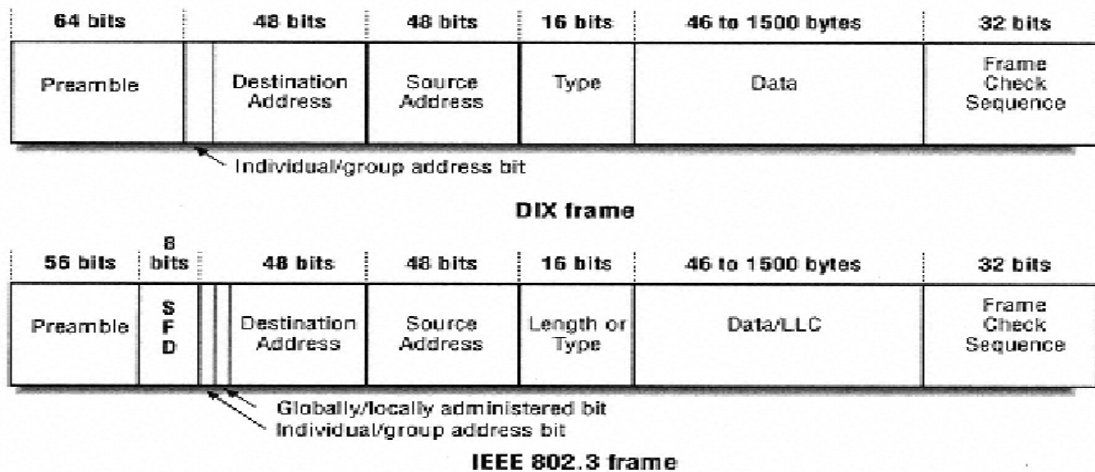 64 bits 48 bits 48 bits 16 bits 46 to 1500 bytes 32 bits
Preamble
Destination
Address
Source
Address
Type
Data
Frame
Check
Sequence
Individual/group address bit
DIX frame
56 bits 8 bits 48 bits 48 bits 16 bits 46 to 1500 bytes 32 bits
Preamble
S
F
D
Destination
Address
Source
Address
Length or
Type
Data/LLC
Frame
Check
Sequence
Globally/locally administered bit
Individual/group address bit
IEEE 802.3 frame